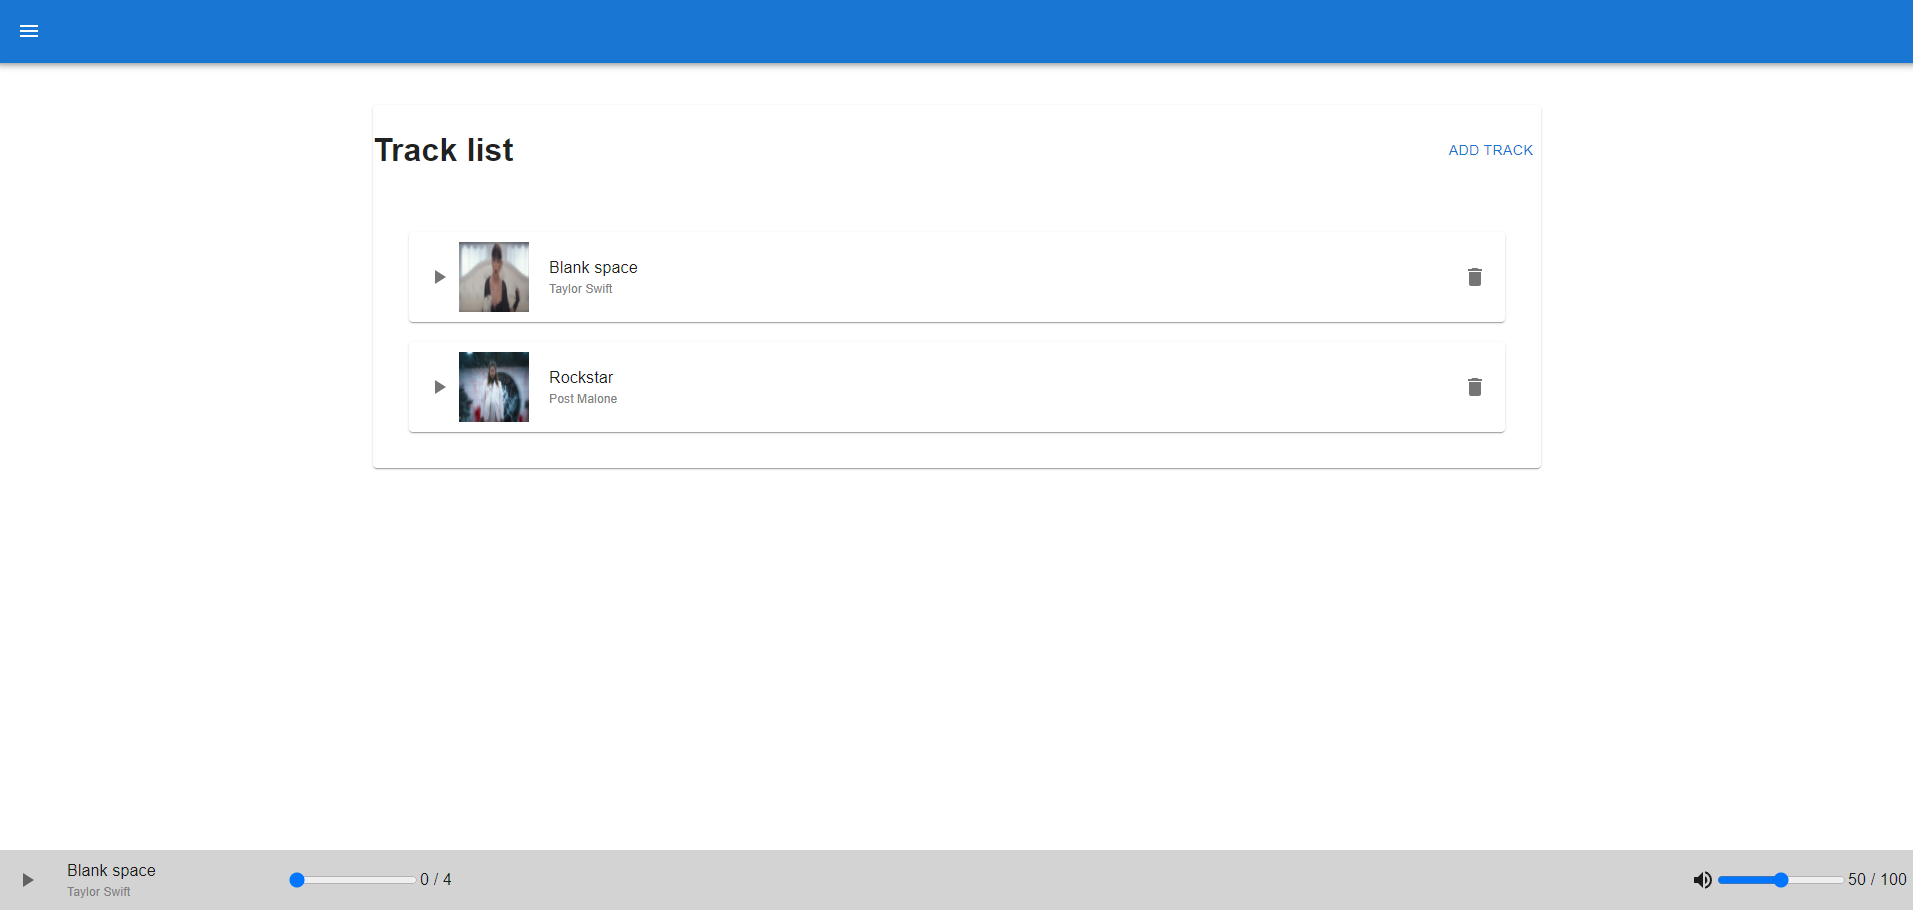 Track list
ADD TRACK
Blank space
Taylor Swift
Rockstar
Post Malone
Blank space
Taylor Swift
0 / 4
50 / 100